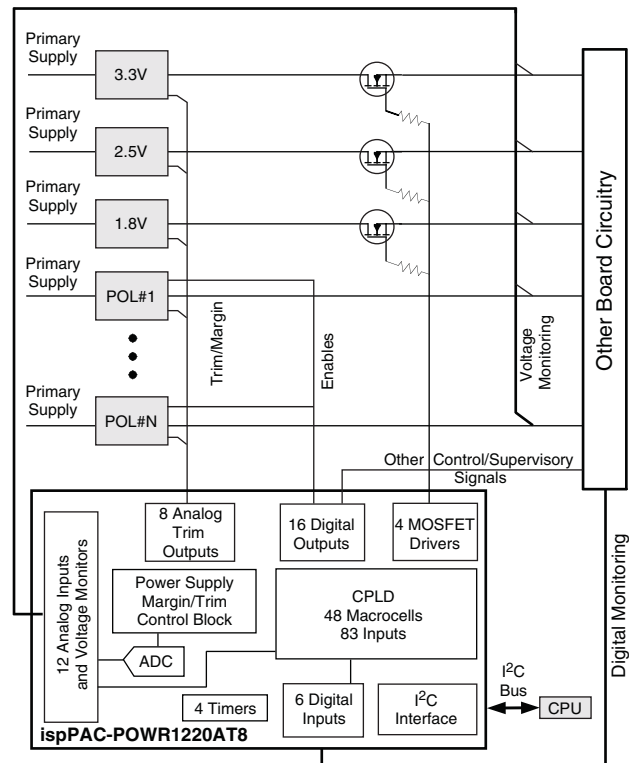 Primary
Supply
3.3V
Primary
Supply
2.5V
Primary
Supply
1.8V
Primary
Supply
POL#1
Primary
Supply
POL#N
Trim/Margin
Enables
Voltage
Monitoring
Other Board Circuitry
Other Control/Supervisory
Signals
8 Analog
Trim
Outputs
16 Digital
Outputs
4 MOSFET
Drivers
12 Analog Inputs
and Voltage Monitors
Power Supply
Margin/Trim
Control Block
ADC
CPLD
48 Macrocells
83 Inputs
4 Timers
6 Digital
Inputs
I²C
Interface
ispPAC-POWR1220AT8
I²C
Bus
CPU
Digital Monitoring